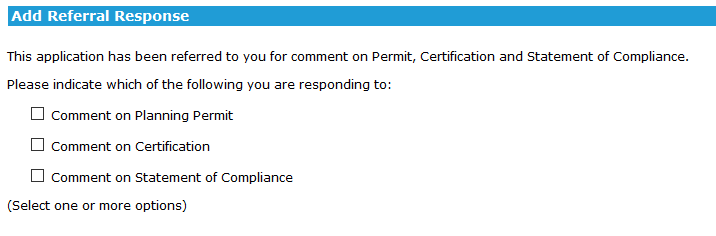 Add Referral Response
This application has been referred to you for comment on Permit, Certification and Statement of Compliance.
Please indicate which of the following you are responding to:
Comment on Planning Permit
Comment on Certification
Comment on Statement of Compliance
(Select one or more options)